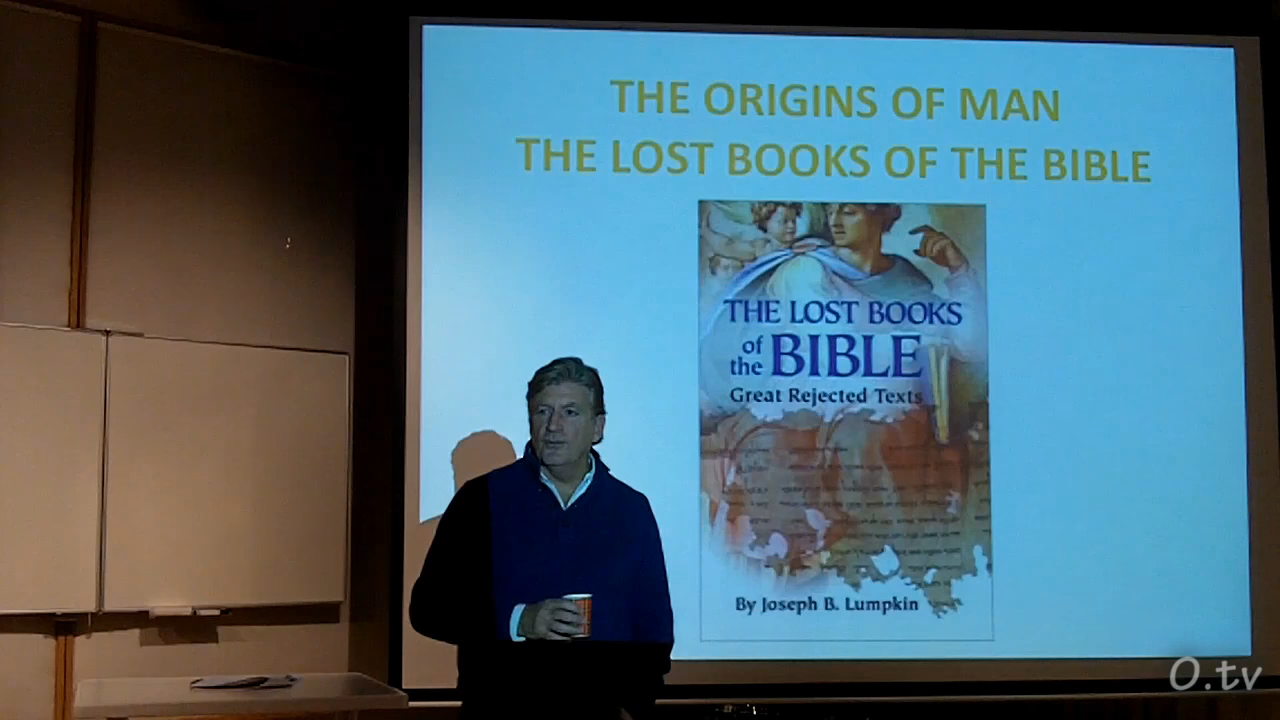 THE ORIGINS OF MAN
THE LOST BOOKS OF THE BIBLE
THE LOST BOOKS
of
the BIBLE
Great Rejected Texts
By Joseph B. Lumpkin
O.tv